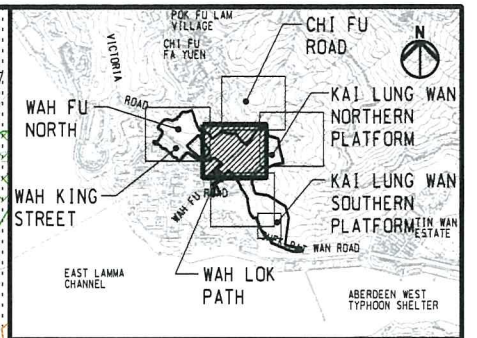 POK FU LAM
VILLAGE
CHI FU
FA YUEN
CHI FU
ROAD
N
VICTORIA
ROAD
WAH FU
NORTH
KAI LUNG WAN
NORTHERN
PLATFORM
WAH KING
STREET
WAH FU ROAD
KAI LUNG WAN
SOUTHERN
PLATFORM
TIN WAN
ESTATE
WAN ROAD
EAST LAMMA
CHANNEL
WAH LOK
PATH
ABERDEEN WEST
TYPHOON SHELTER